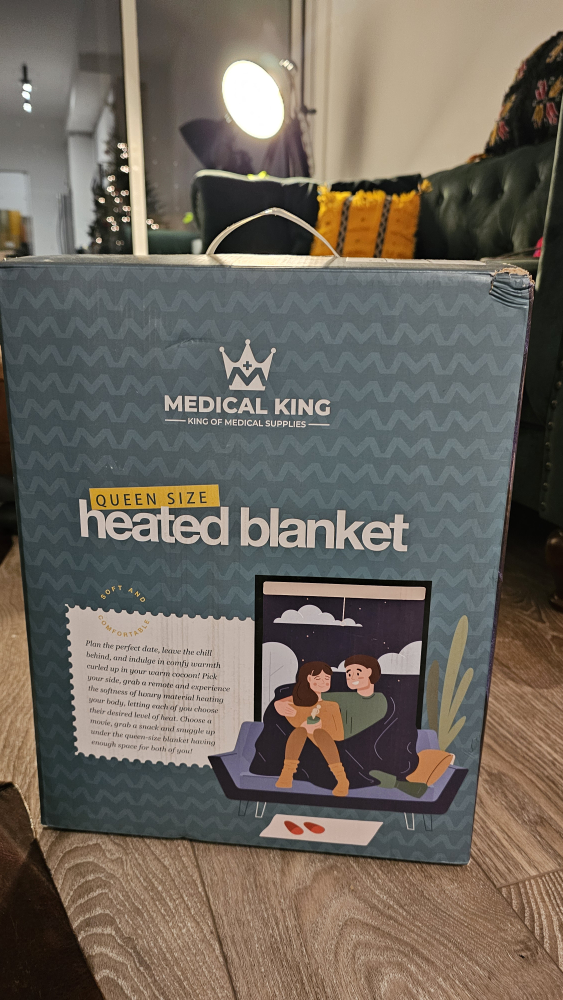 MEDICAL KING
KING OF MEDICAL SUPPLIES
QUEEN SIZE
heated blanket
SOFT AND
COMFORTABLE
Plan the perfect date, leave the chill
behind, and indulge in comfy warmth
curled up in your warm cocoon! Pick
your side, grab a remote and experience
the softness of luxury material heating
your body, letting each of you choose
their desired level of heat. Choose a
movie, grab a snack and snuggle up
under the queen-size blanket having
enough space for both of you!